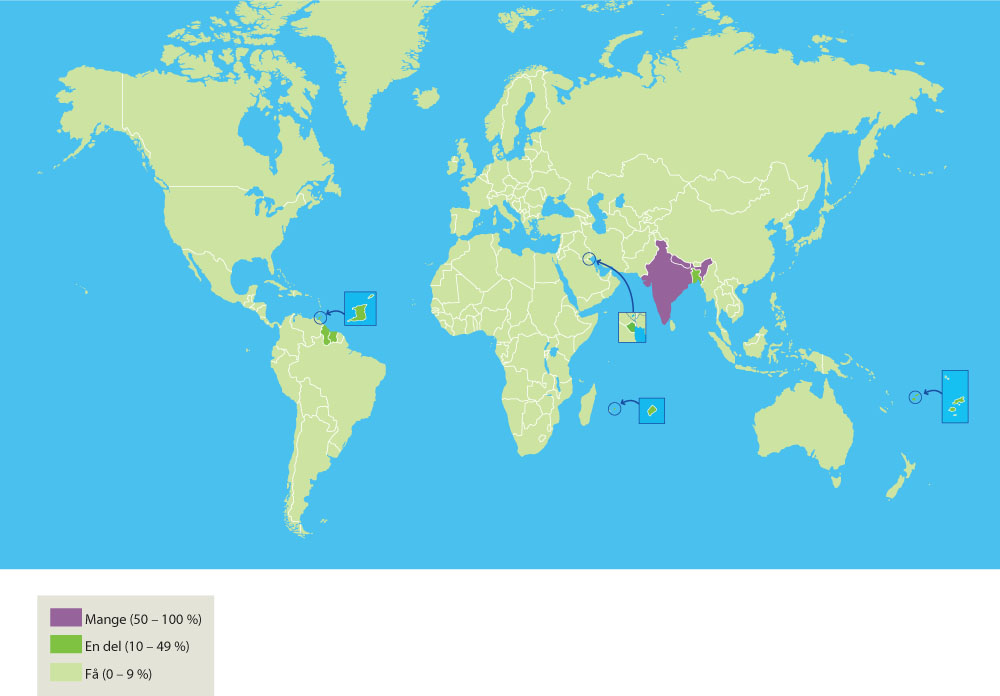 Mange (50 – 100 %)
En del (10 – 49 %)
Få (0 – 9 %)